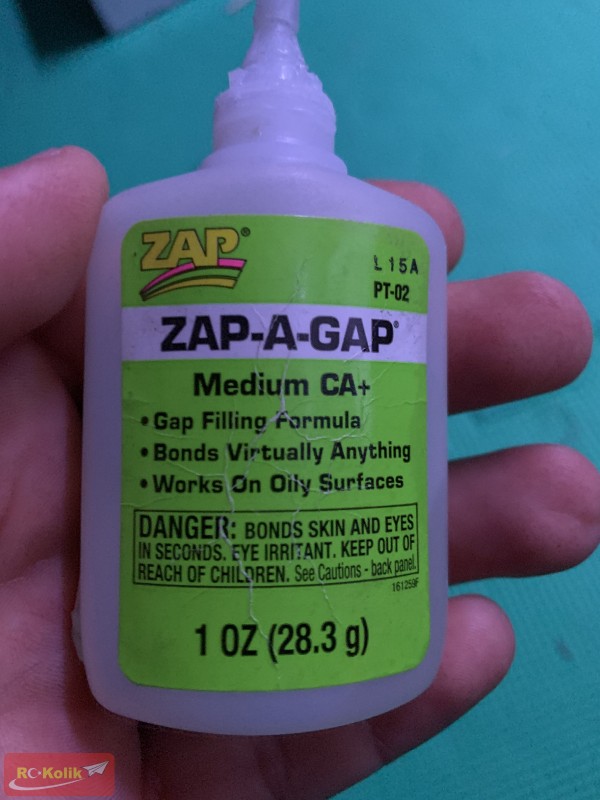 ZAP®
L 15A
PT-02
ZAP-A-GAP®
Medium CA+
•Gap Filling Formula
•Bonds Virtually Anything
•Works On Oily Surfaces
DANGER: BONDS SKIN AND EYES
IN SECONDS. EYE IRRITANT. KEEP OUT OF
REACH OF CHILDREN. See Cautions - back panel.
161259F
1 OZ (28.3 g)
RC·Kolik